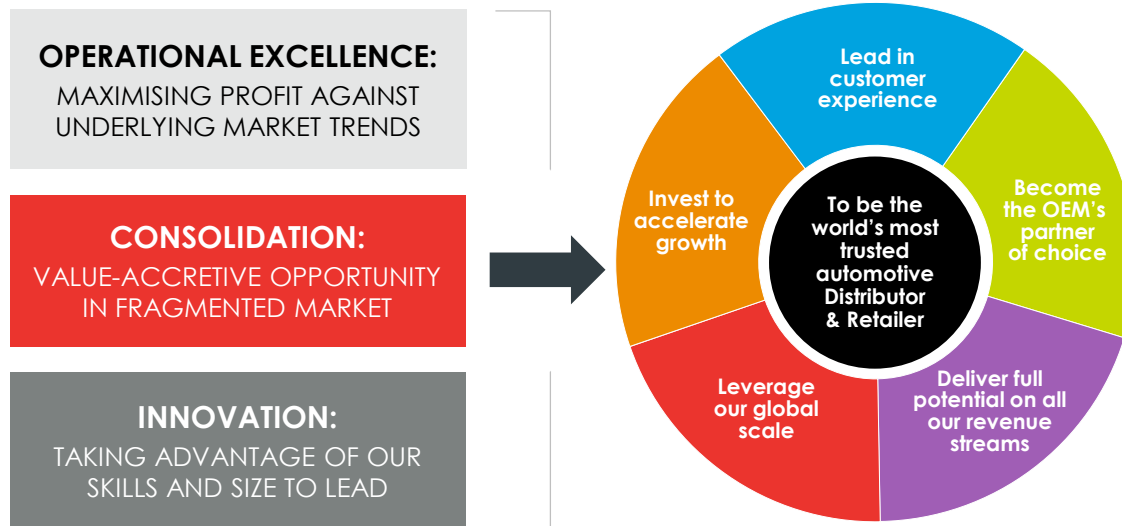 OPERATIONAL EXCELLENCE:
MAXIMISING PROFIT AGAINST
UNDERLYING MARKET TRENDS
CONSOLIDATION:
VALUE-ACCRETIVE OPPORTUNITY
IN FRAGMENTED MARKET
INNOVATION:
TAKING ADVANTAGE OF OUR
SKILLS AND SIZE TO LEAD
Lead in
customer
experience
Become
the OEM's
partner
of choice
Deliver full
potential on all
our revenue
streams
Leverage
our global
scale
Invest to
accelerate
growth
To be the
world's most
trusted
automotive
Distributor
& Retailer